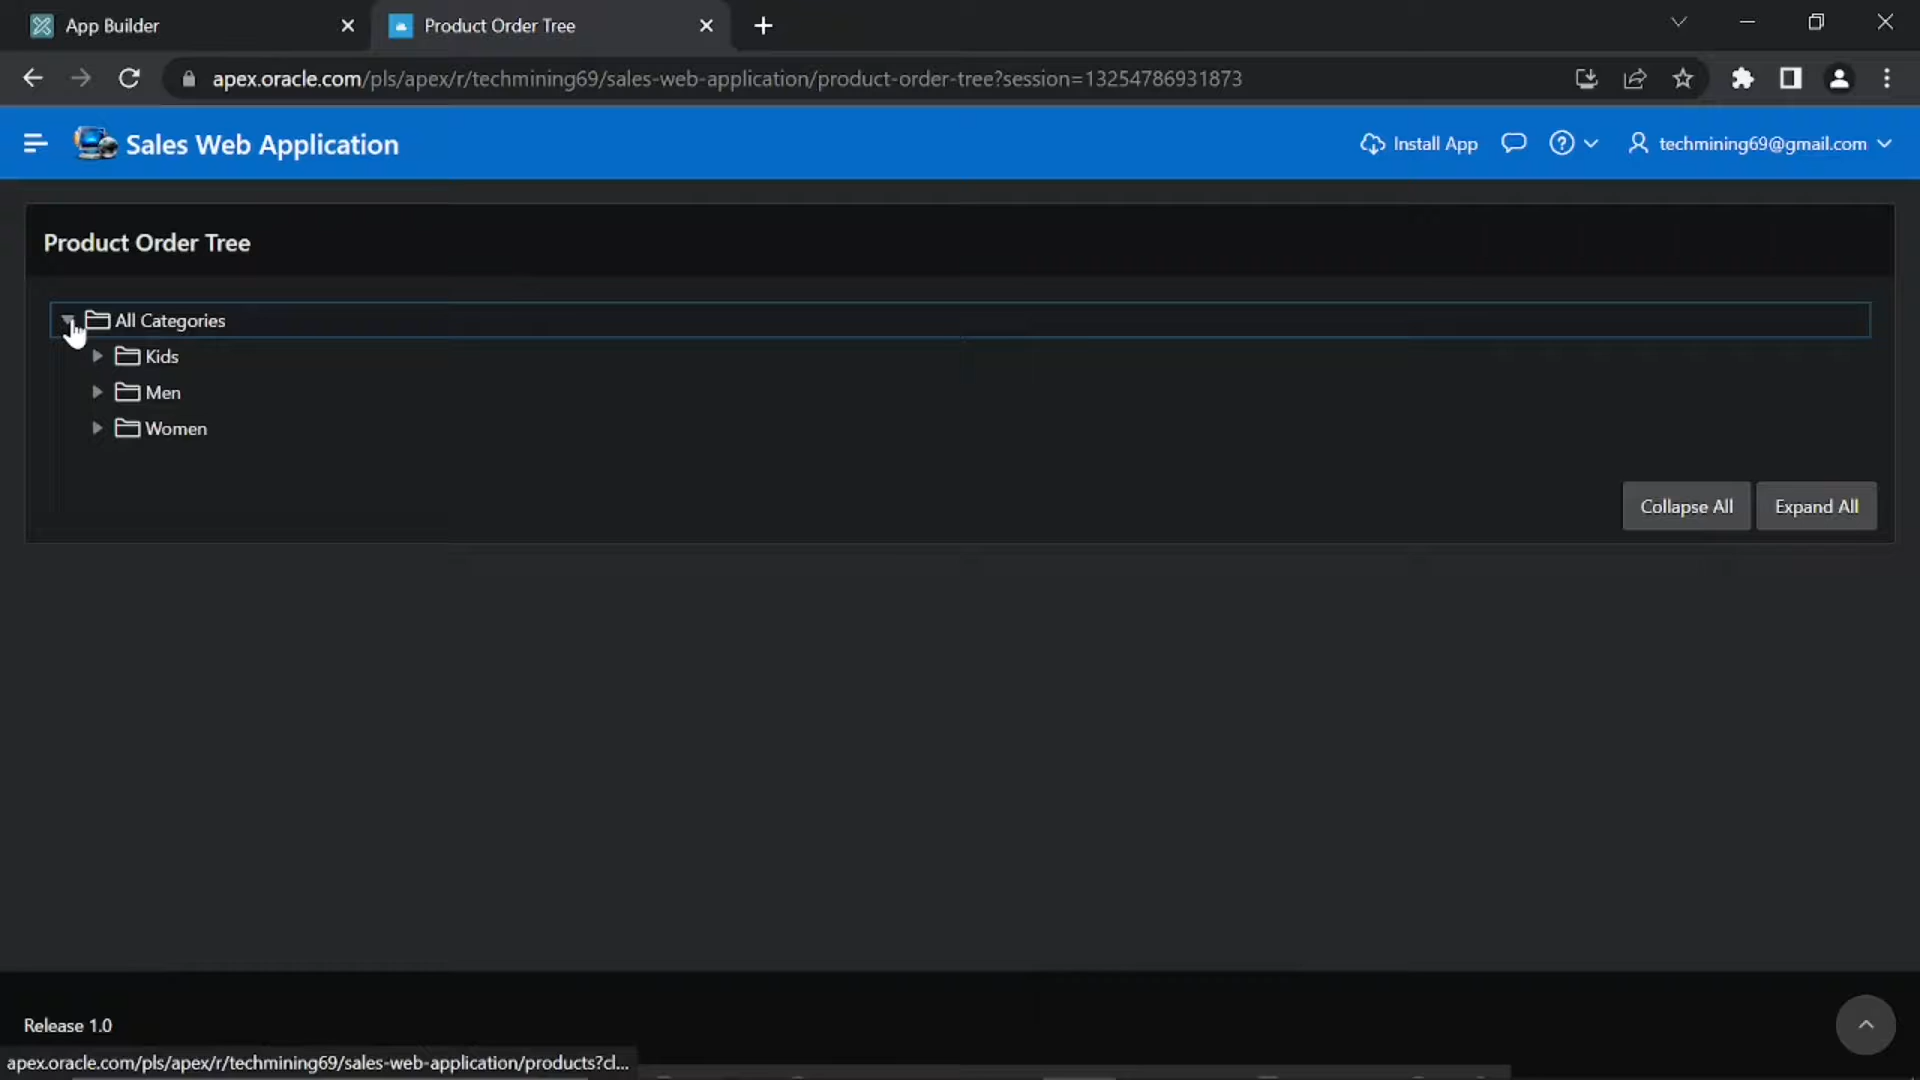 App Builder
Product Order Tree
apex.oracle.com/pls/apex/r/techmining69/sales-web-application/product-order-tree?session=13254786931873
Sales Web Application
Install App
techmining69@gmail.com
Product Order Tree
All Categories
Kids
Men
Women
Collapse All
Expand All
Release 1.0
apex.oracle.com/pls/apex/r/techmining69/sales-web-application/products?cl...